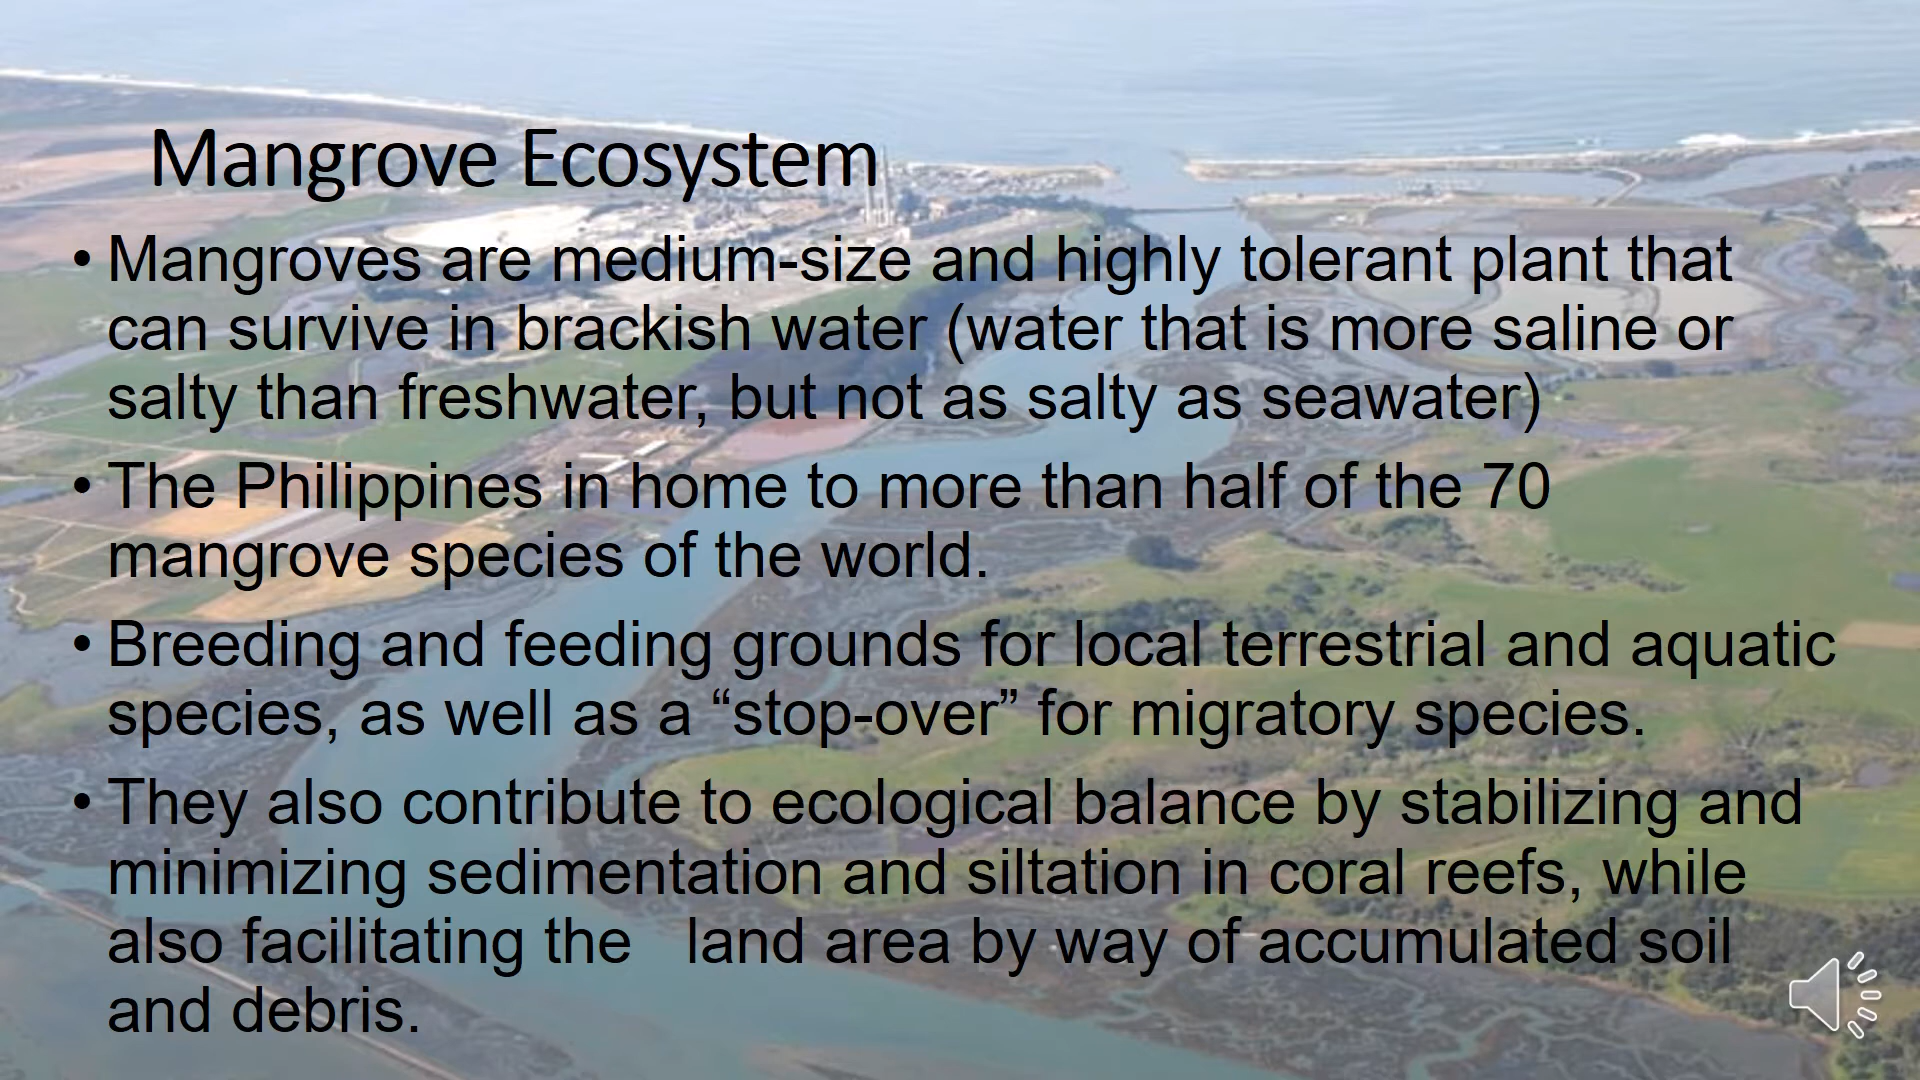 Mangrove Ecosystem
• Mangroves are medium-size and highly tolerant plant that
can survive in brackish water (water that is more saline or
salty than freshwater, but not as salty as seawater)
• The Philippines in home to more than half of the 70
mangrove species of the world.
• Breeding and feeding grounds for local terrestrial and aquatic
species, as well as a “stop-over” for migratory species.
• They also contribute to ecological balance by stabilizing and
minimizing sedimentation and siltation in coral reefs, while
also facilitating the   land area by way of accumulated soil
and debris.